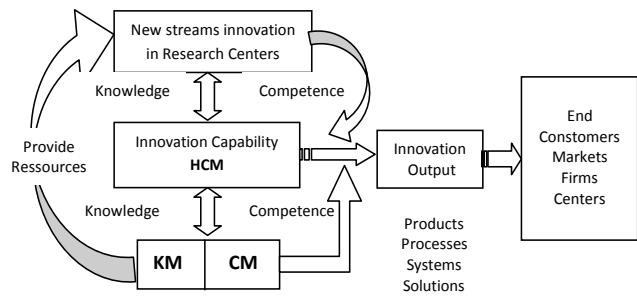 New streams innovation
in Research Centers
Knowledge
Competence
Provide
Ressources
Innovation Capability
HCM
Innovation
Output
End
Constomers
Markets
Firms
Centers
Knowledge
Competence
KM
CM
Products
Processes
Systems
Solutions